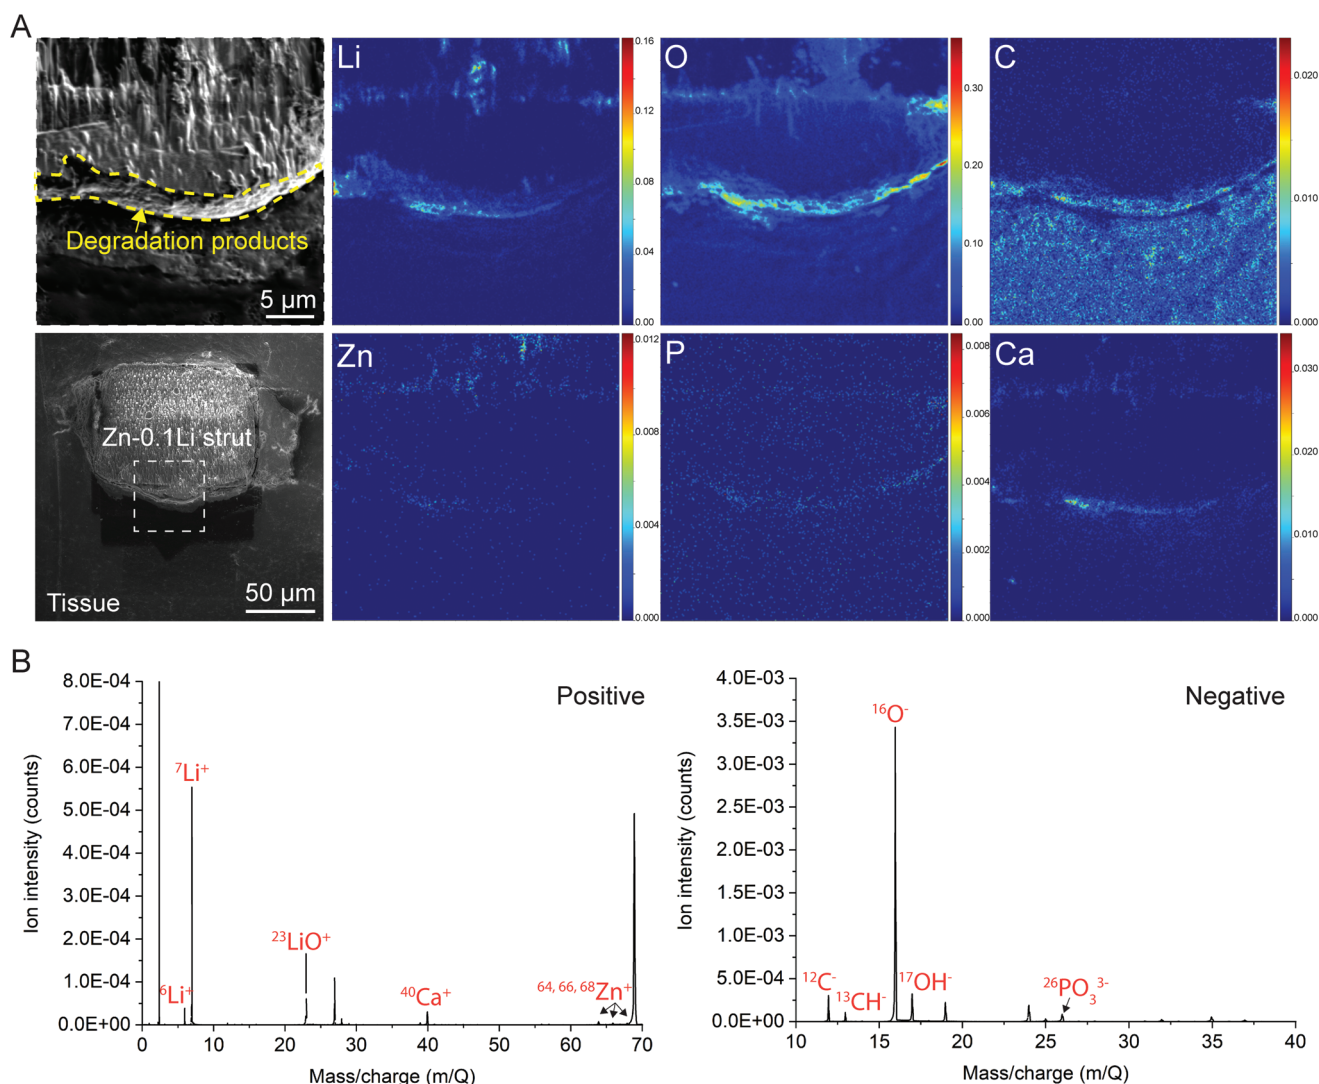 A
Li
O
C
Degradation products
5 µm
0.16
0.12
0.08
0.04
0.00
0.30
0.20
0.10
0.00
0.020
0.010
0.000
Zn
P
Ca
Zn-0.1Li strut
Tissue
50 µm
0.012
0.008
0.004
0.000
0.008
0.006
0.004
0.002
0.000
0.030
0.020
0.010
0.000
B
Positive
8.0E-04
7.0E-04
6.0E-04
5.0E-04
4.0E-04
3.0E-04
2.0E-04
1.0E-04
0.0E+00
Ion intensity (counts)
⁷Li⁺
⁶Li⁺
²³LiO⁺
⁴⁰Ca⁺
⁶⁴,⁶⁶,⁶⁸Zn⁺
0 10 20 30 40 50 60 70
Mass/charge (m/Q)
Negative
4.0E-03
3.5E-03
3.0E-03
2.5E-03
2.0E-03
1.5E-03
1.0E-03
5.0E-04
0.0E+00
Ion intensity (counts)
¹⁶O⁻
¹²C⁻
¹³CH⁻
¹⁷OH⁻
²⁶PO₃³⁻
10 15 20 25 30 35 40
Mass/charge (m/Q)